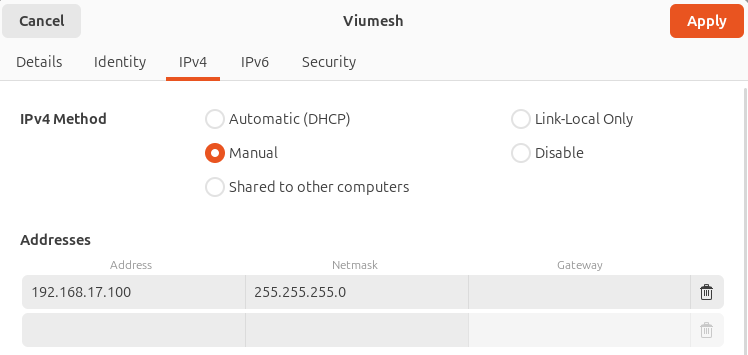 Cancel Viumesh Apply
Details Identity IPv4 IPv6 Security
IPv4 Method Automatic (DHCP) Link-Local Only
Manual Disable
Shared to other computers
Addresses
Address Netmask Gateway
192.168.17.100 255.255.255.0